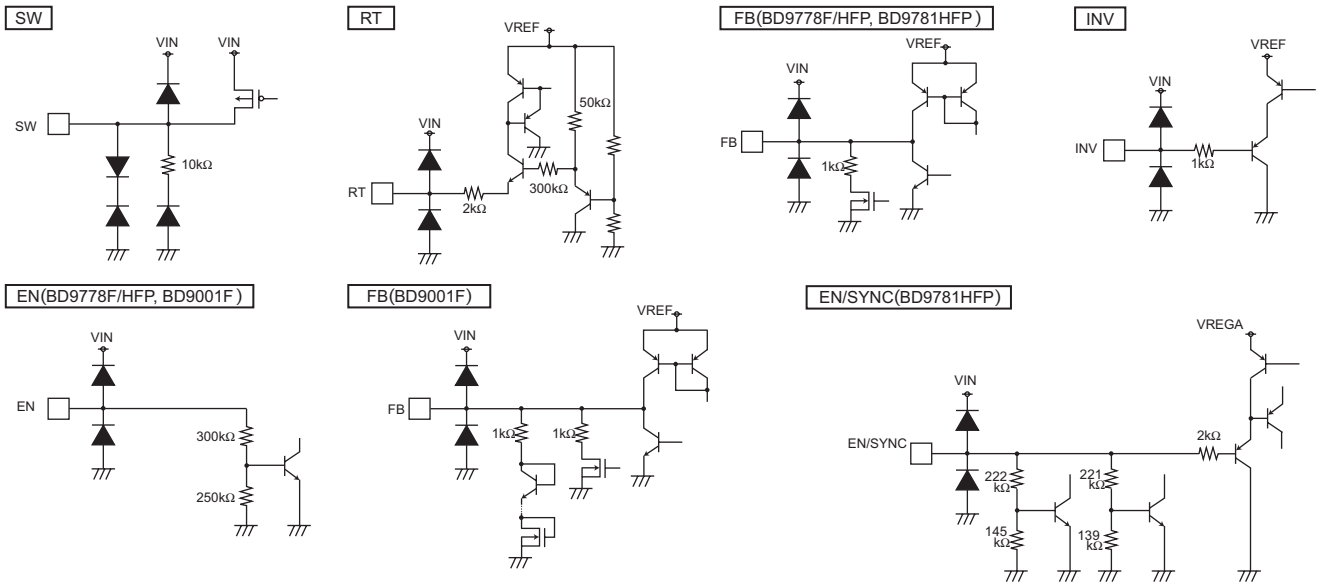 SW
VIN
VIN
SW
10kΩ
RT
VREF
50kΩ
VIN
300kΩ
RT
2kΩ
FB(BD9778F/HFP, BD9781HFP)
VREF
VIN
FB
1kΩ
INV
VREF
VIN
INV
1kΩ
EN(BD9778F/HFP, BD9001F)
VIN
EN
300kΩ
250kΩ
FB(BD9001F)
VREF
VIN
FB
1kΩ
1kΩ
EN/SYNC(BD9781HFP)
VREGA
VIN
EN/SYNC
2kΩ
222
kΩ
221
kΩ
145
kΩ
139
kΩ